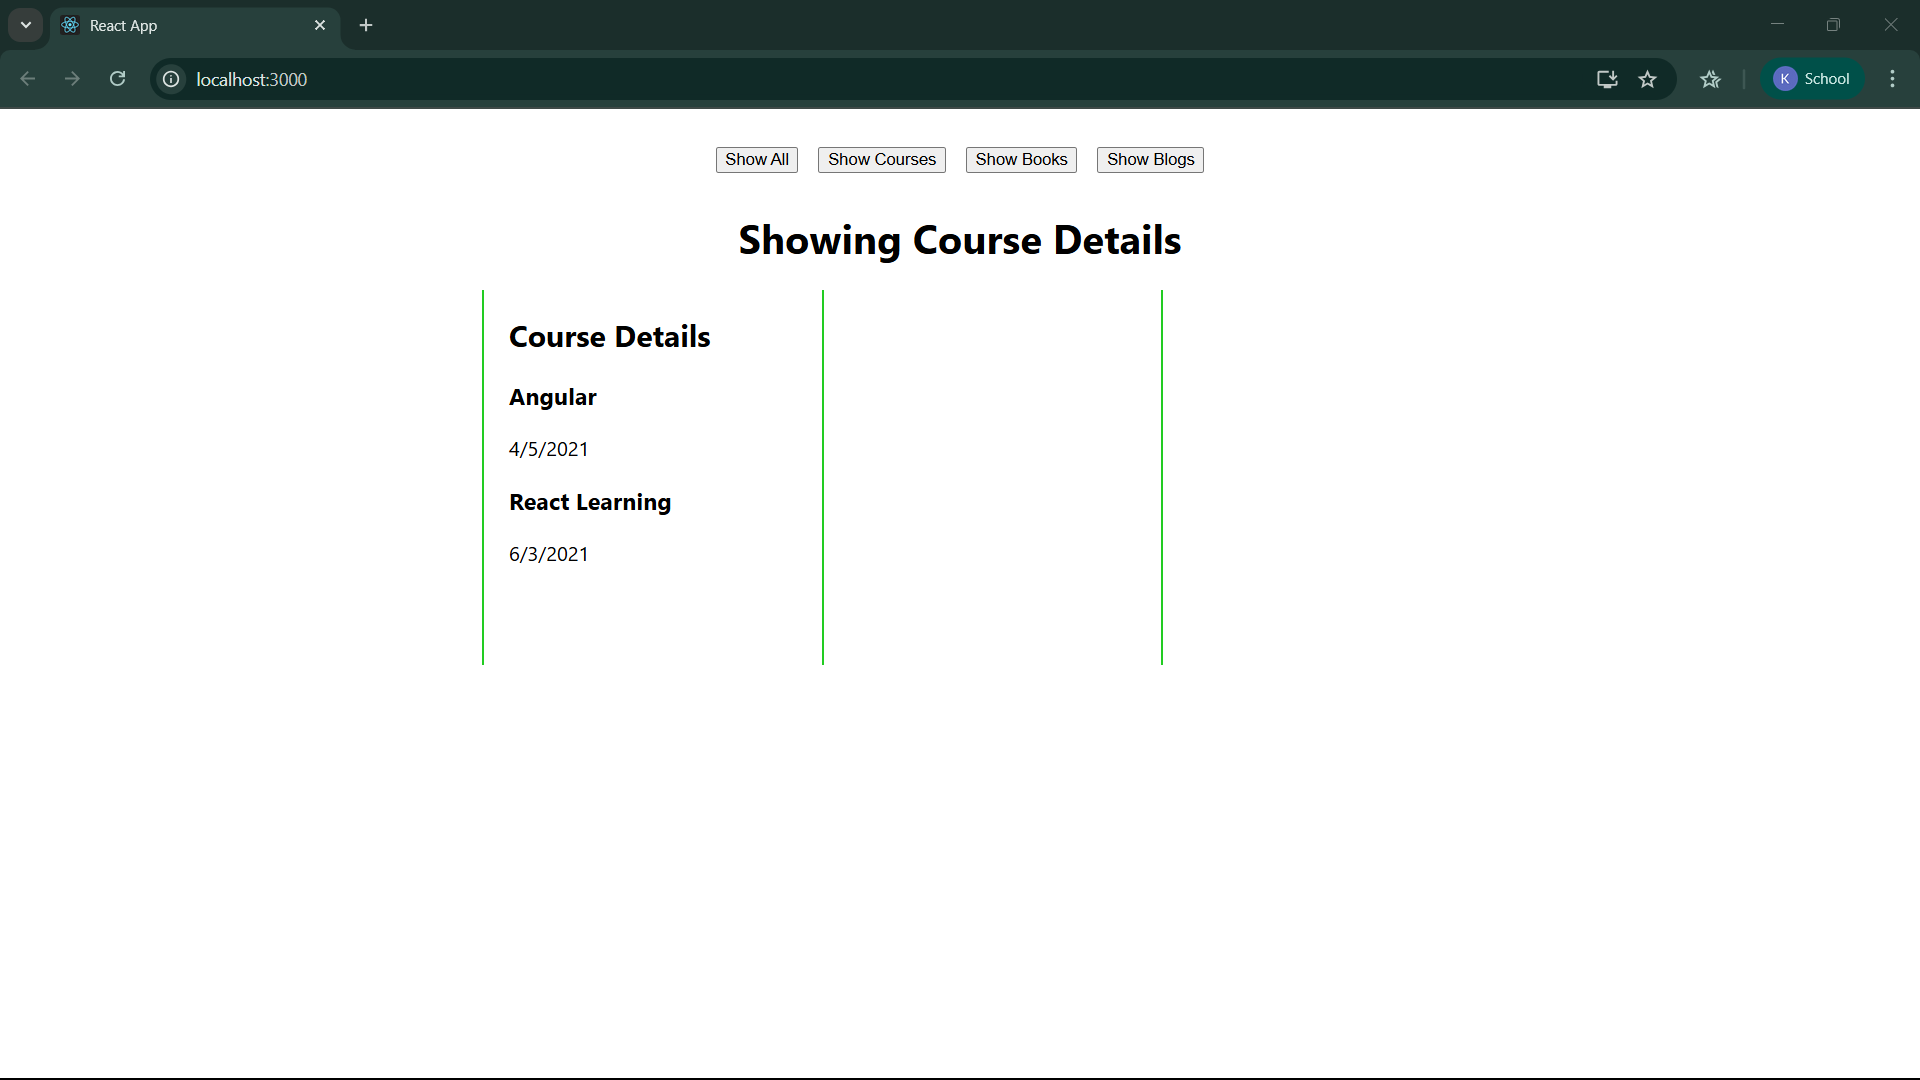 React App
localhost:3000
K School
Show All Show Courses Show Books Show Blogs
Showing Course Details
Course Details
Angular
4/5/2021
React Learning
6/3/2021